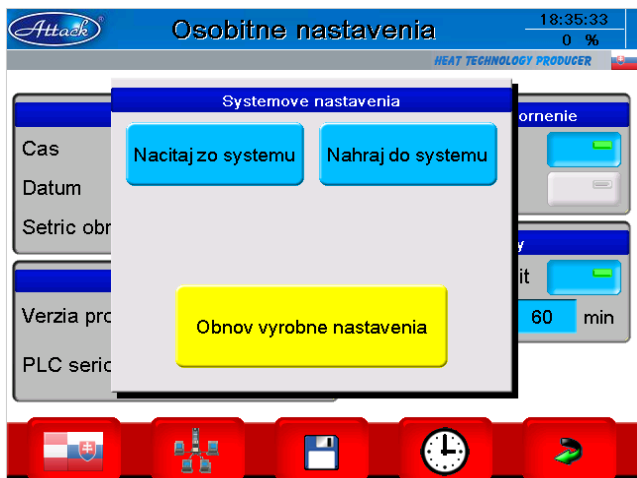 Attack
Osobitne nastavenia
18:35:33
0 %
HEAT TECHNOLOGY PRODUCER
Systemove nastavenia
Nacitaj zo systemu
Nahraj do systemu
Obnov vyrobne nastavenia
ornenie
Cas
Datum
Setric obr
y
it
Verzia pro
60 min
PLC serio